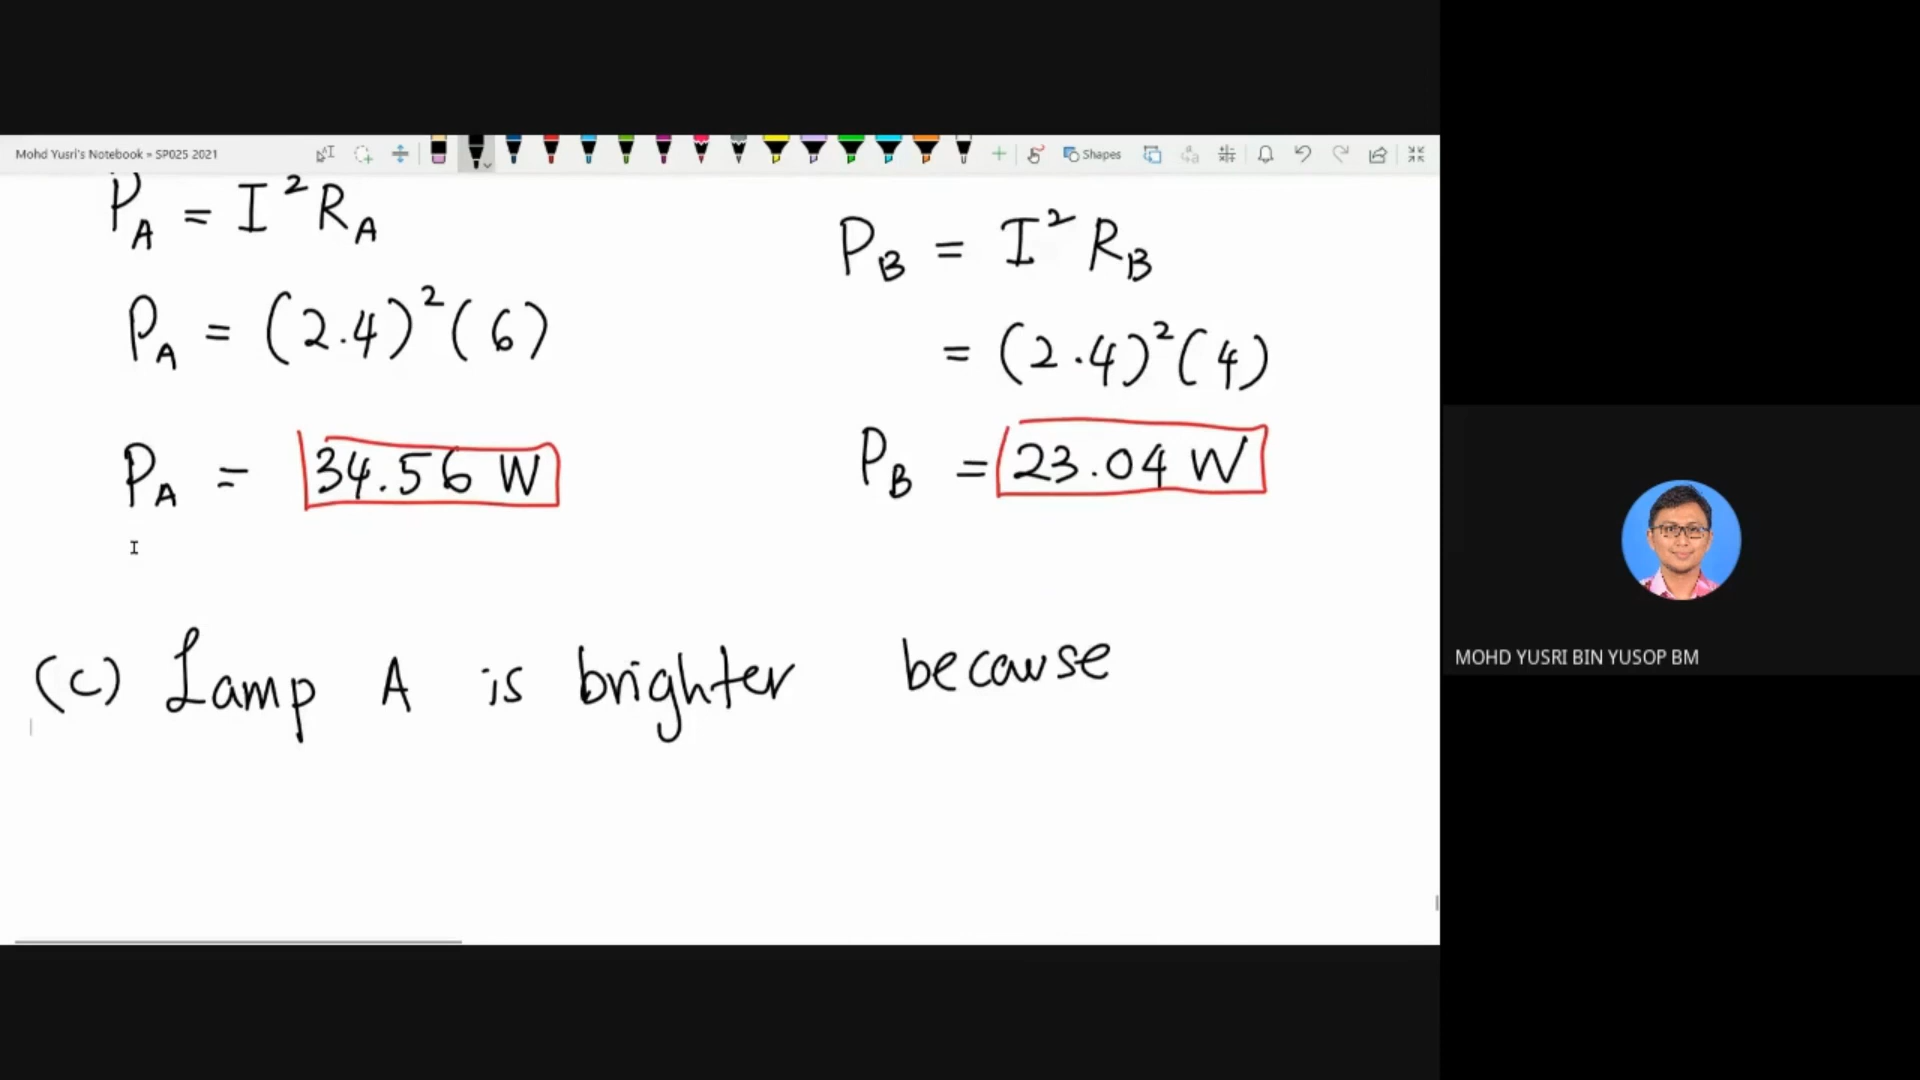 Mohd Yusri's Notebook » SP025 2021
Shapes
P_A = I²R_A
P_A = (2.4)²(6)
P_A = 34.56 W
P_B = I²R_B
= (2.4)²(4)
P_B = 23.04 W
(c) Lamp A is brighter because
MOHD YUSRI BIN YUSOP BM